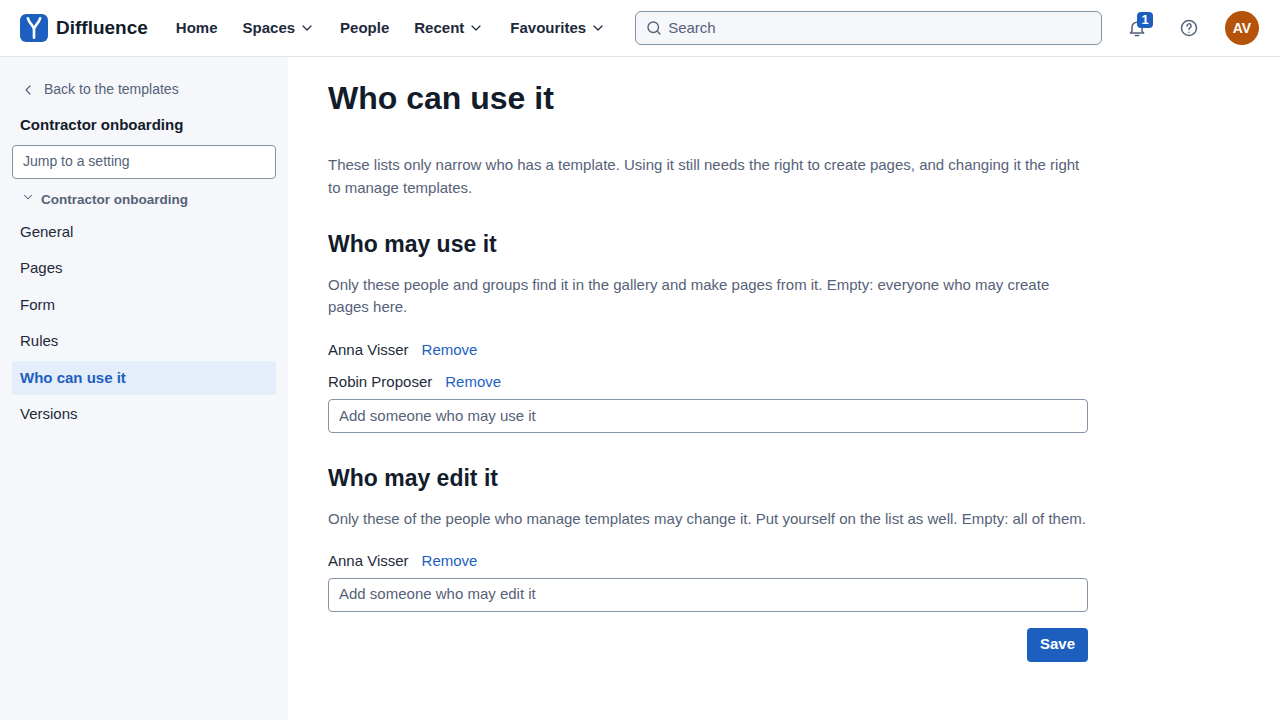 Diffluence Home Spaces People Recent Favourites Search 1 AV
Back to the templates
Contractor onboarding
Jump to a setting
Contractor onboarding
General
Pages
Form
Rules
Who can use it
Versions
Who can use it
These lists only narrow who has a template. Using it still needs the right to create pages, and changing it the right
to manage templates.
Who may use it
Only these people and groups find it in the gallery and make pages from it. Empty: everyone who may create
pages here.
Anna Visser Remove
Robin Proposer Remove
Add someone who may use it
Who may edit it
Only these of the people who manage templates may change it. Put yourself on the list as well. Empty: all of them.
Anna Visser Remove
Add someone who may edit it
Save